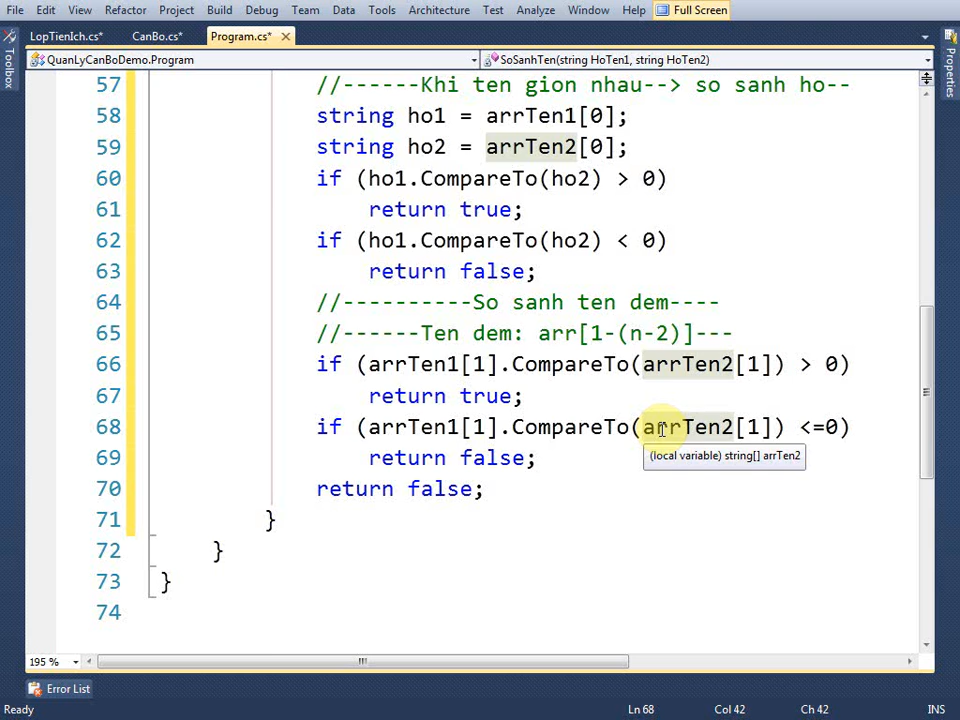 File Edit View Refactor Project Build Debug Team Data Tools Architecture Test Analyze Window Help Full Screen
LopTienIch.cs* CanBo.cs* Program.cs*
QuanLyCanBoDemo.Program SoSanhTen(string HoTen1, string HoTen2)
Toolbox
Properties
57 //------Khi ten gion nhau--> so sanh ho--
58 string ho1 = arrTen1[0];
59 string ho2 = arrTen2[0];
60 if (ho1.CompareTo(ho2) > 0)
61 return true;
62 if (ho1.CompareTo(ho2) < 0)
63 return false;
64 //----------So sanh ten dem----
65 //------Ten dem: arr[1-(n-2)]---
66 if (arrTen1[1].CompareTo(arrTen2[1]) > 0)
67 return true;
68 if (arrTen1[1].CompareTo(arrTen2[1]) <=0)
69 return false;
(local variable) string[] arrTen2
70 return false;
71 }
72 }
73 }
74
195 %
Error List
Ready Ln 68 Col 42 Ch 42 INS